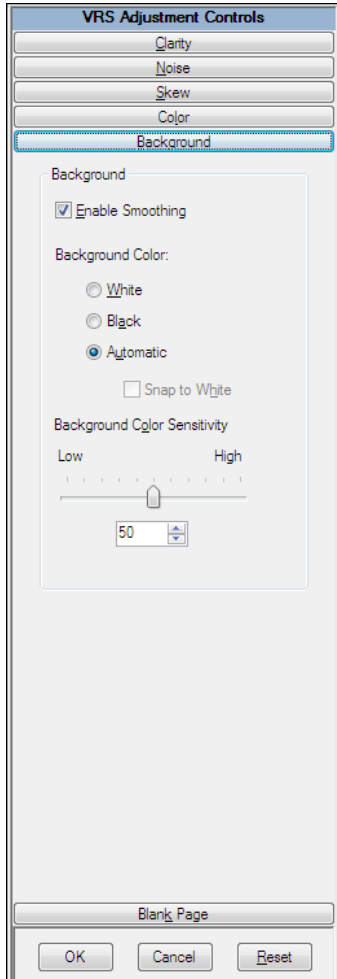 VRS Adjustment Controls
Clarity
Noise
Skew
Color
Background
Background
Enable Smoothing
Background Color:
White
Black
Automatic
Snap to White
Background Color Sensitivity
Low High
50
Blank Page
OK Cancel Reset